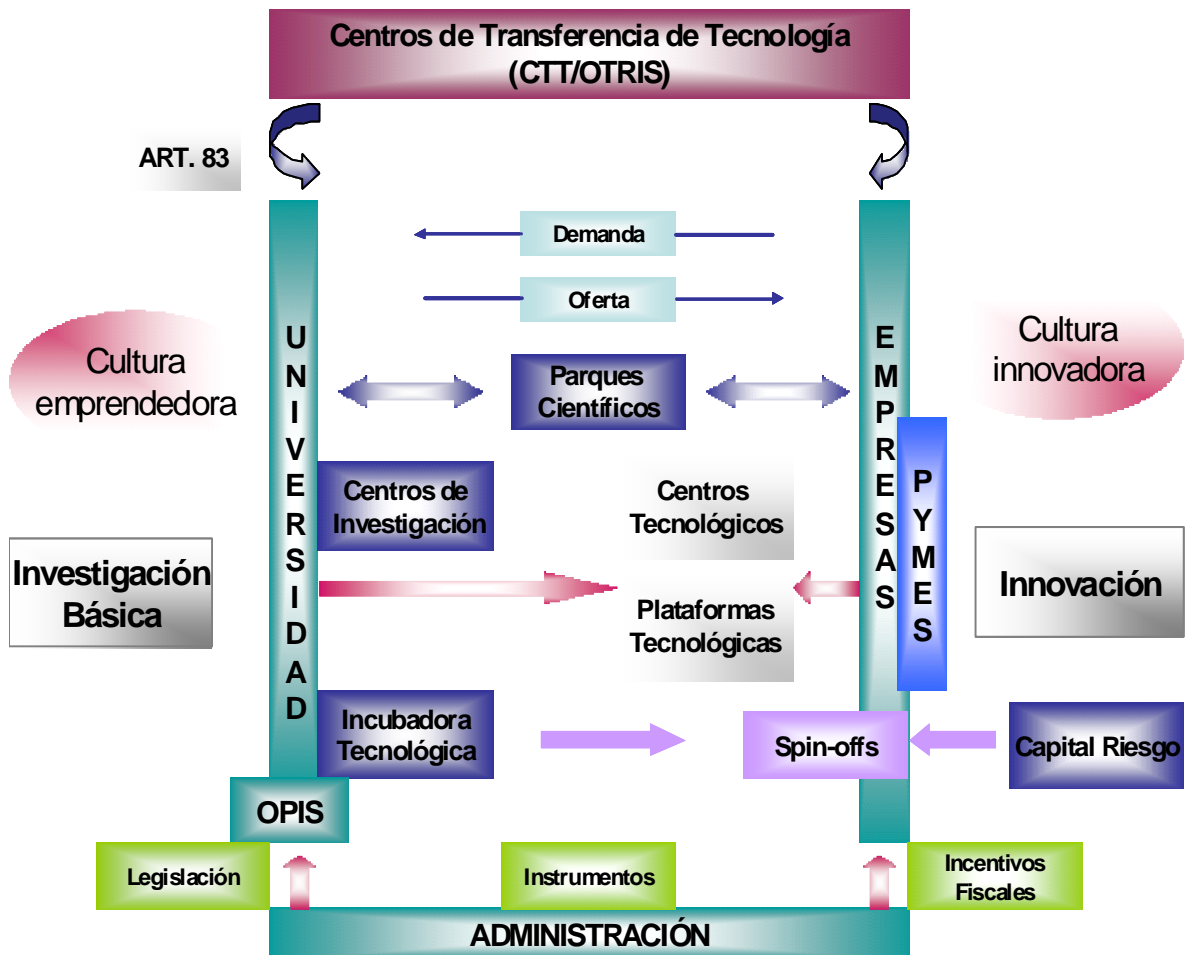 Centros de Transferencia de Tecnología
(CTT/OTRIS)
ART. 83
Demanda
Oferta
UNIVERSIDAD
EMPRESAS
Cultura
emprendedora
Cultura
innovadora
Parques
Científicos
PYMES
Centros de
Investigación
Centros
Tecnológicos
Investigación
Básica
Innovación
Plataformas
Tecnológicas
Incubadora
Tecnológica
Spin-offs
Capital Riesgo
OPIS
Legislación
Instrumentos
Incentivos
Fiscales
ADMINISTRACIÓN